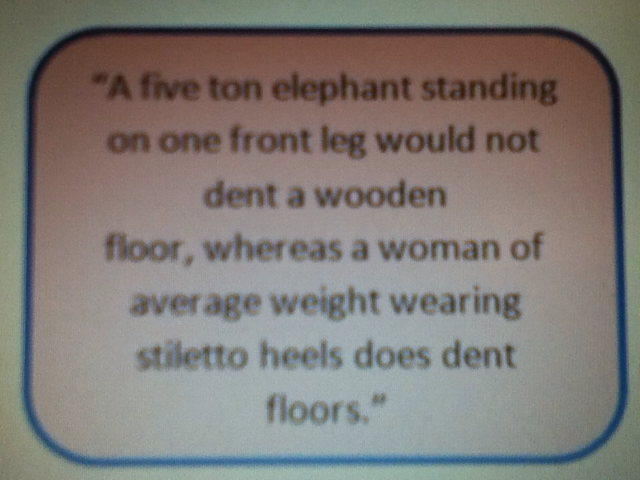 “A five ton elephant standing
on one front leg would not
dent a wooden
floor, whereas a woman of
average weight wearing
stiletto heels does dent
floors.”